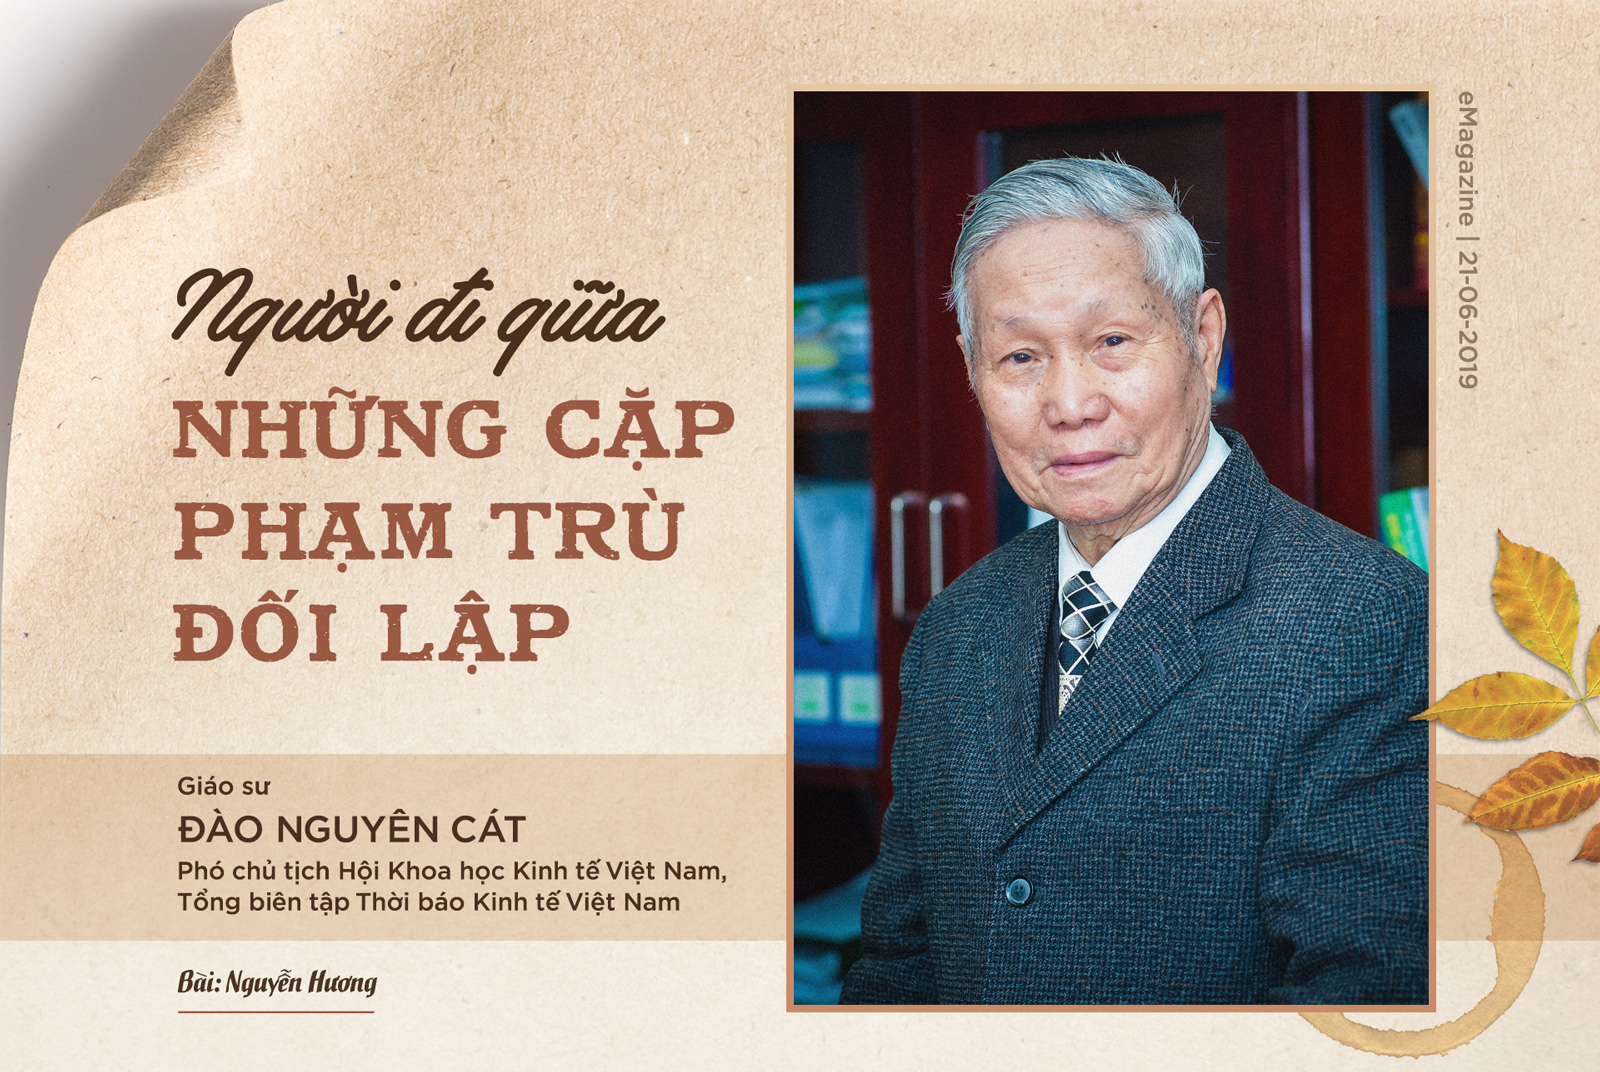 Người đi giữa
NHỮNG CẶP
PHẠM TRÙ
ĐỐI LẬP
Giáo sư
ĐÀO NGUYÊN CÁT
Phó chủ tịch Hội Khoa học Kinh tế Việt Nam,
Tổng biên tập Thời báo Kinh tế Việt Nam
Bài: Nguyễn Hương
eMagazine | 21-06-2019